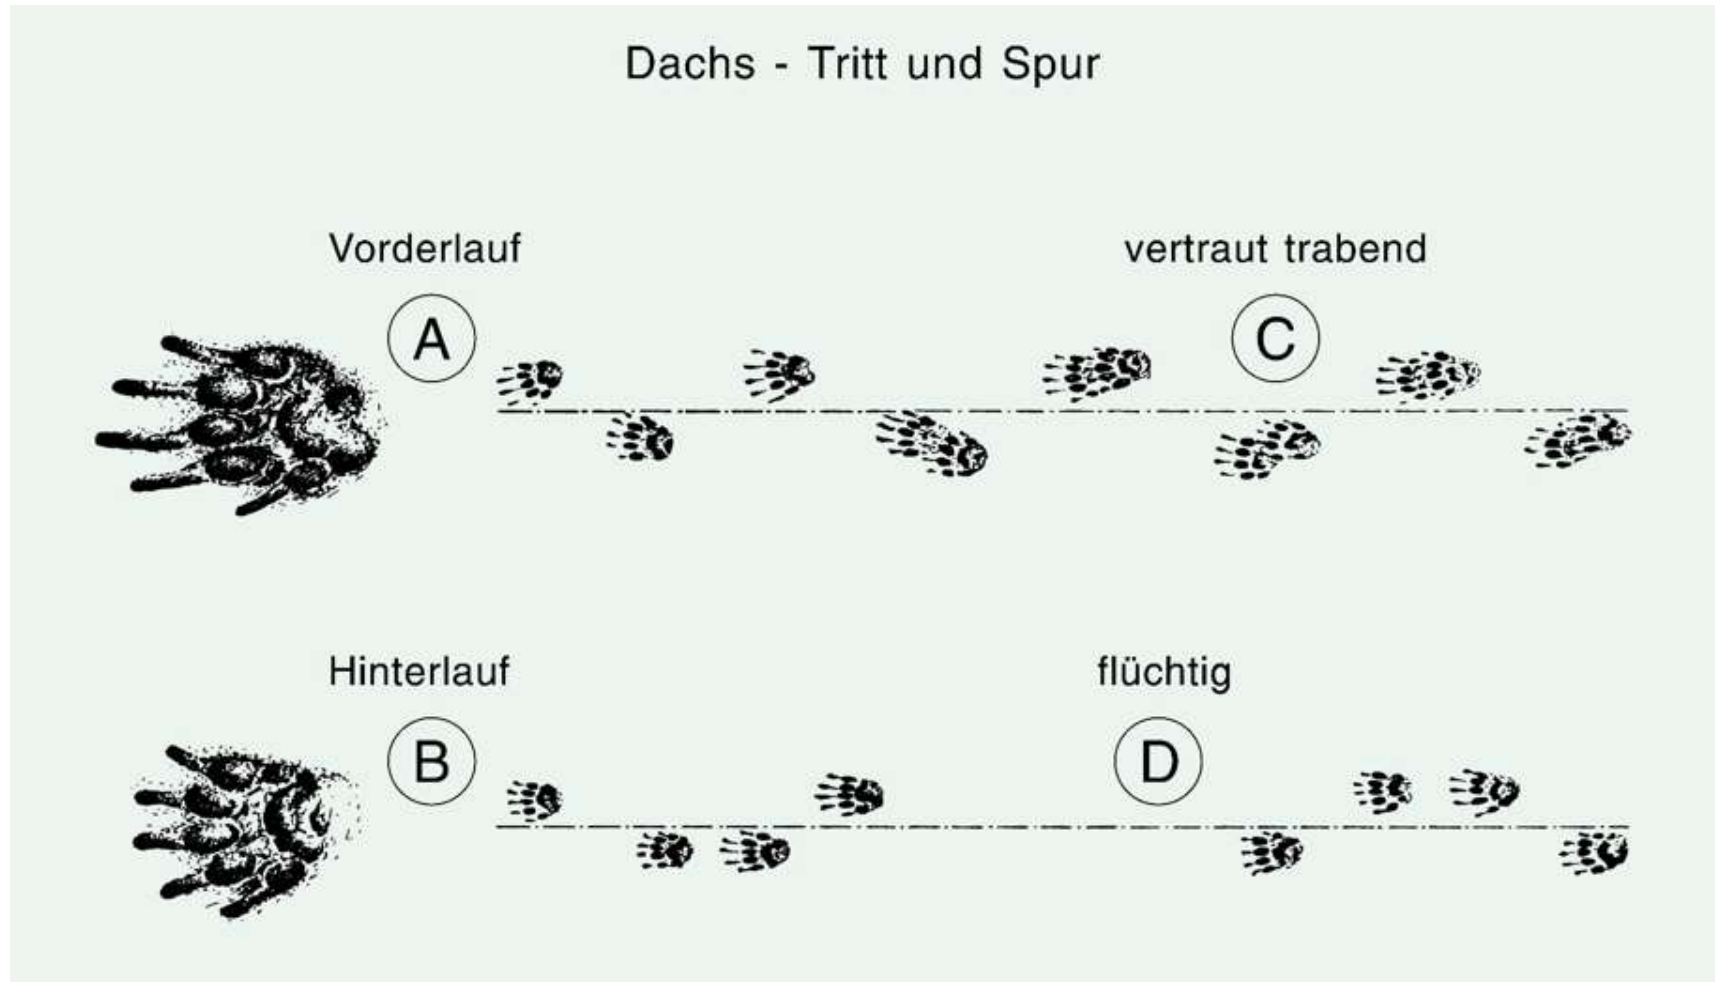 Dachs - Tritt und Spur
Vorderlauf
vertraut trabend
A
C
Hinterlauf
flüchtig
B
D